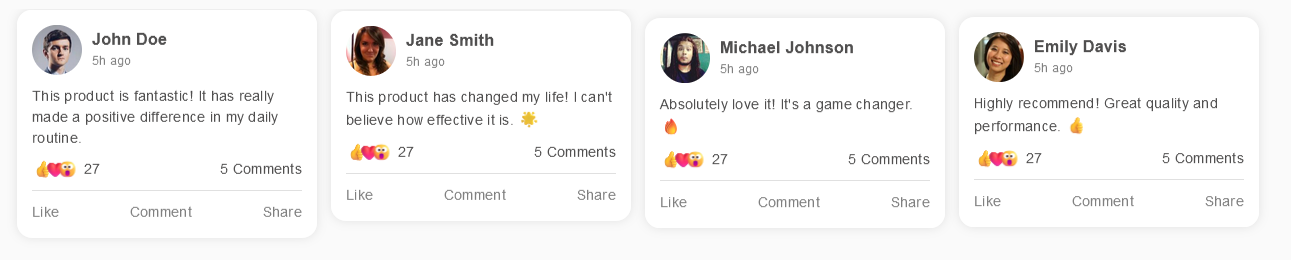 John Doe
5h ago
This product is fantastic! It has really
made a positive difference in my daily
routine.
👍❤️😲 27 5 Comments
Like Comment Share
Jane Smith
5h ago
This product has changed my life! I can't
believe how effective it is. 🌟
👍❤️😲 27 5 Comments
Like Comment Share
Michael Johnson
5h ago
Absolutely love it! It's a game changer.
🔥
👍❤️😲 27 5 Comments
Like Comment Share
Emily Davis
5h ago
Highly recommend! Great quality and
performance. 👍
👍❤️😲 27 5 Comments
Like Comment Share